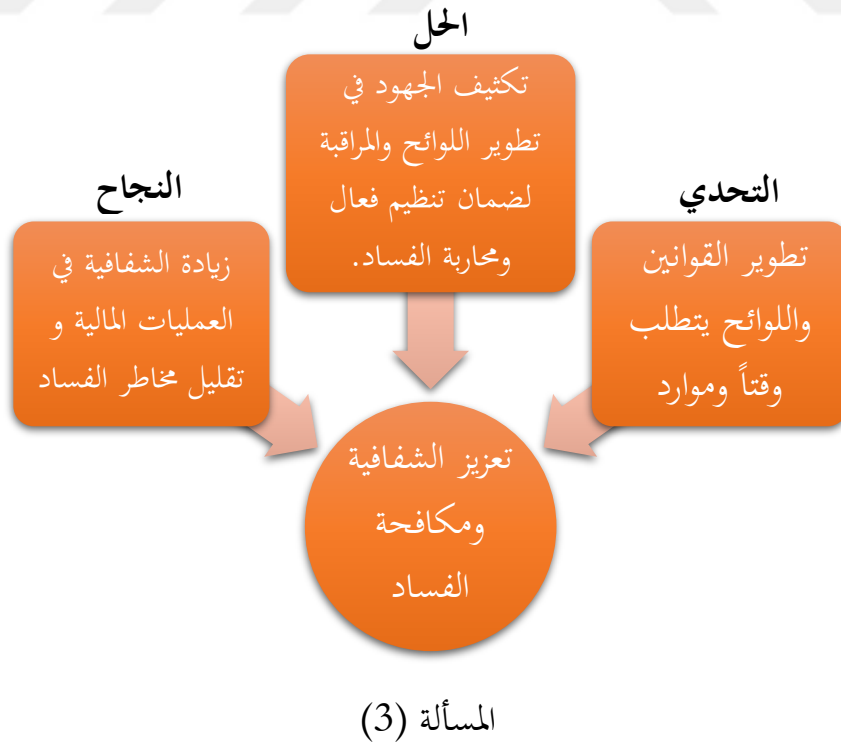 الحل
تكثيف الجهود في
تطوير اللوائح والمراقبة
لضمان تنظيم فعال
ومحاربة الفساد.
التحدي
تطوير القوانين
واللوائح يتطلب
وقتاً وموارد
النجاح
زيادة الشفافية في
العمليات المالية و
تقليل مخاطر الفساد
تعزيز الشفافية
ومكافحة
الفساد
المسألة (3)